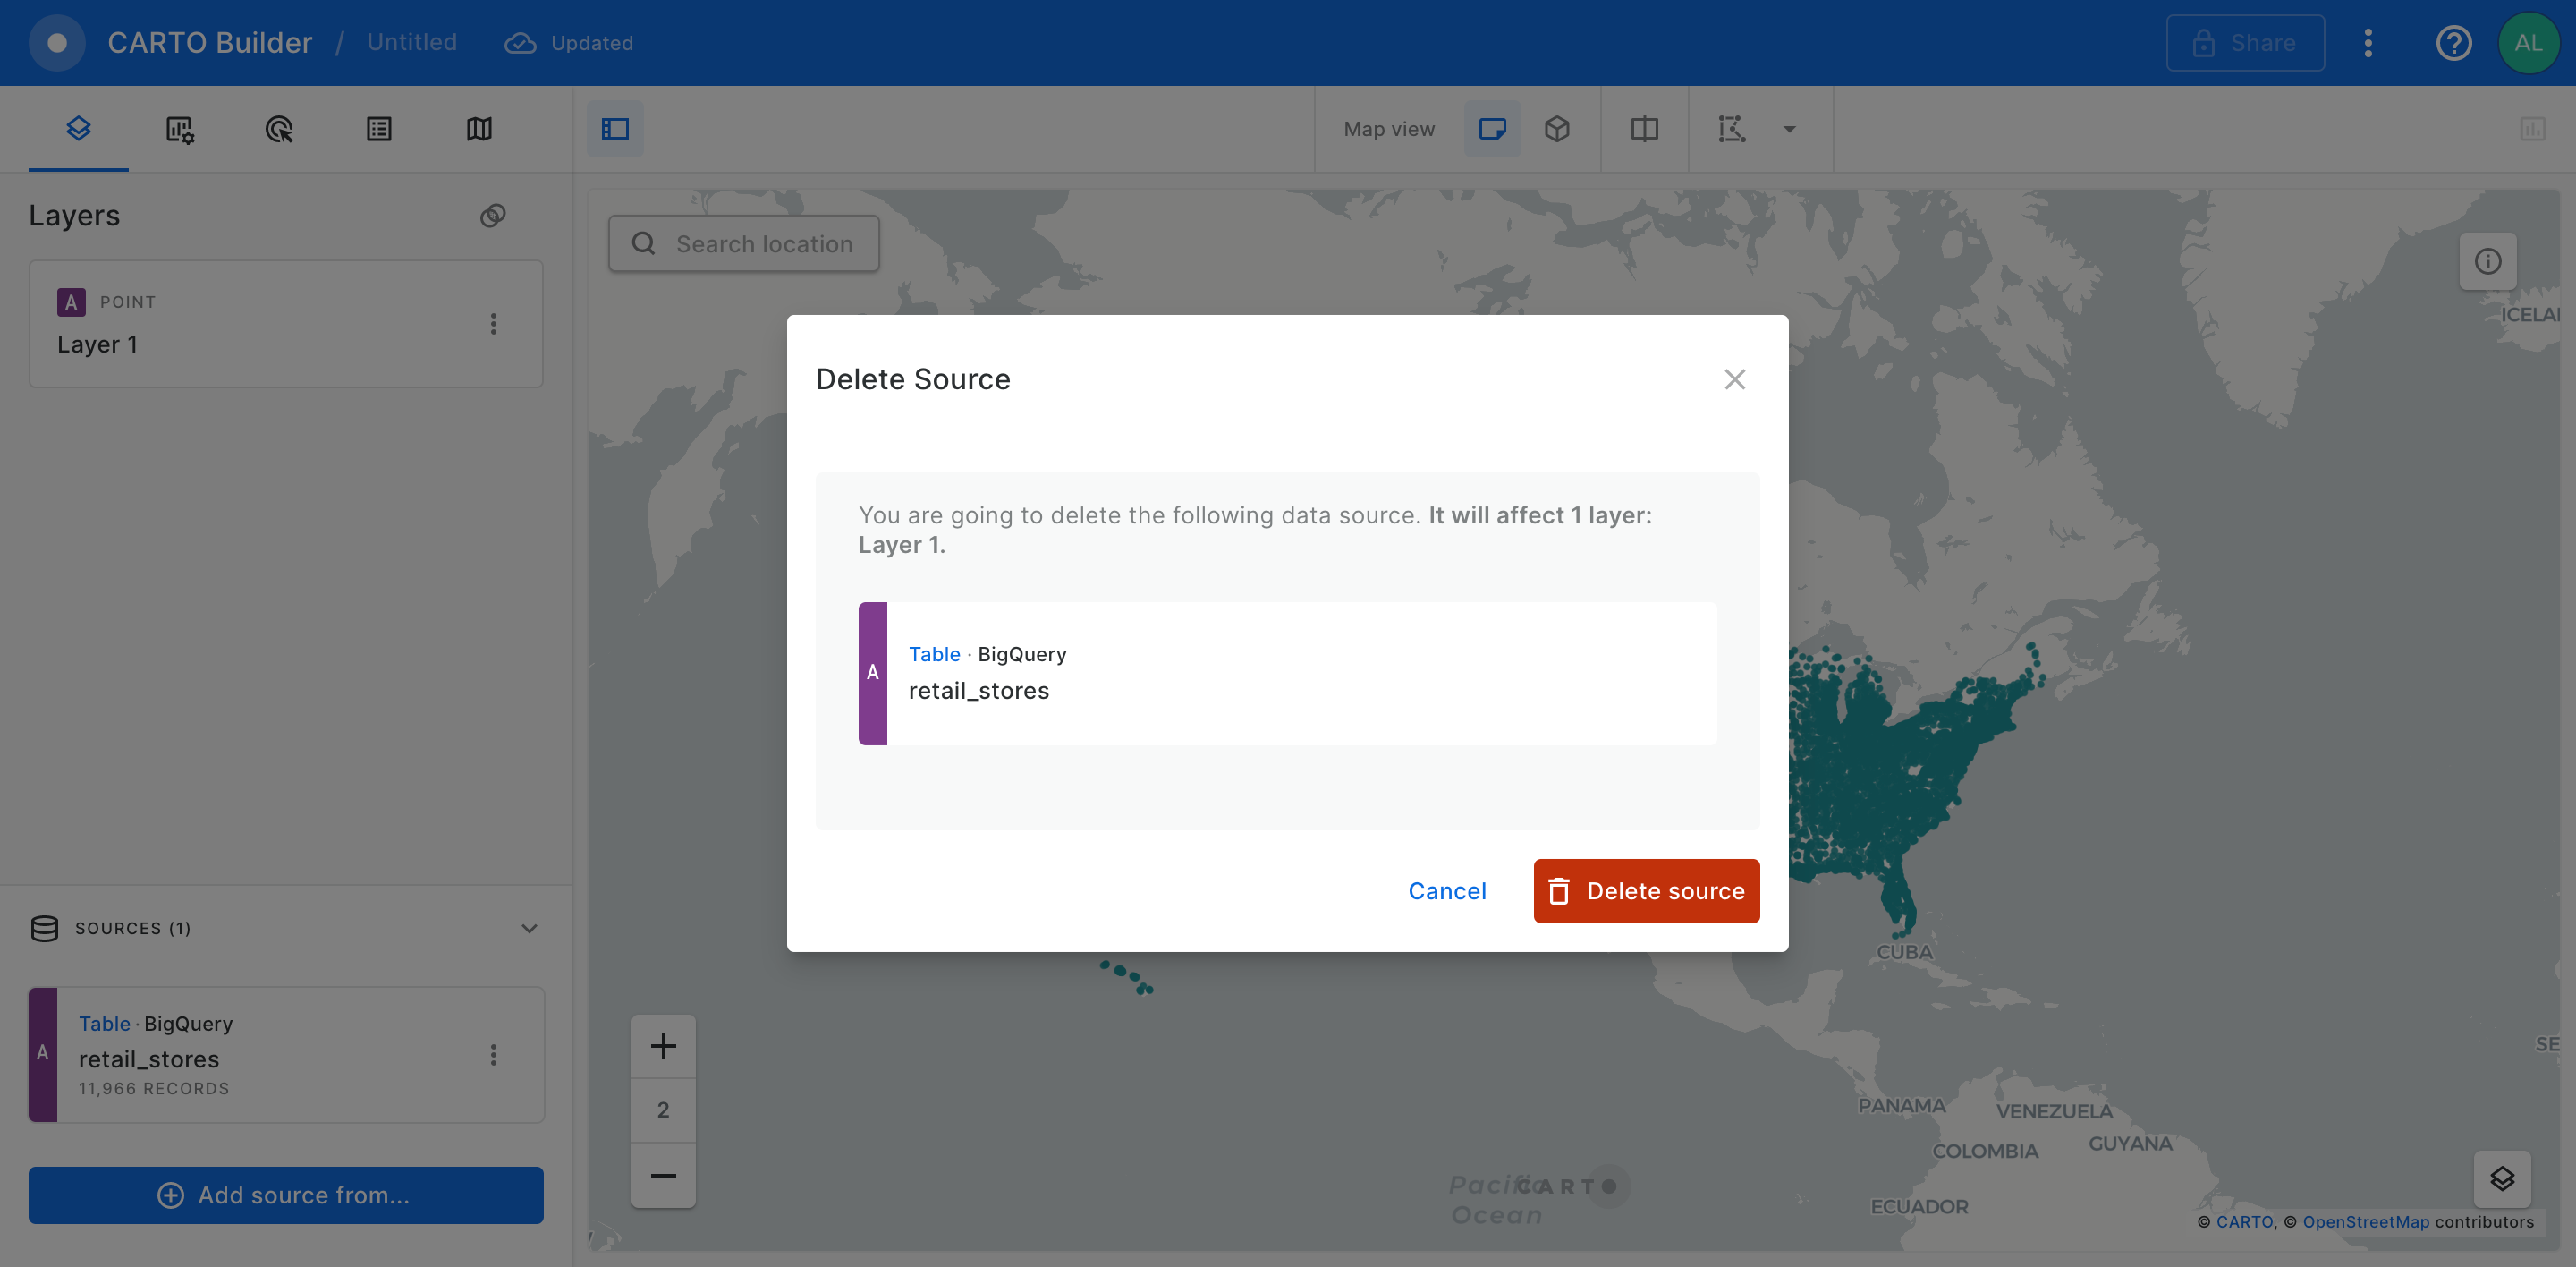 CARTO Builder / Untitled Updated Share AL
Map view
Layers
A POINT
Layer 1
Search location
ICELA
Delete Source
You are going to delete the following data source. It will affect 1 layer:
Layer 1.
A
Table · BigQuery
retail_stores
Cancel
Delete source
SOURCES (1)
A
Table · BigQuery
retail_stores
11,966 RECORDS
Add source from...
2
CUBA
SE
PANAMA
VENEZUELA
COLOMBIA
GUYANA
ECUADOR
Pacific
Ocean
CARTO
© CARTO, © OpenStreetMap contributors